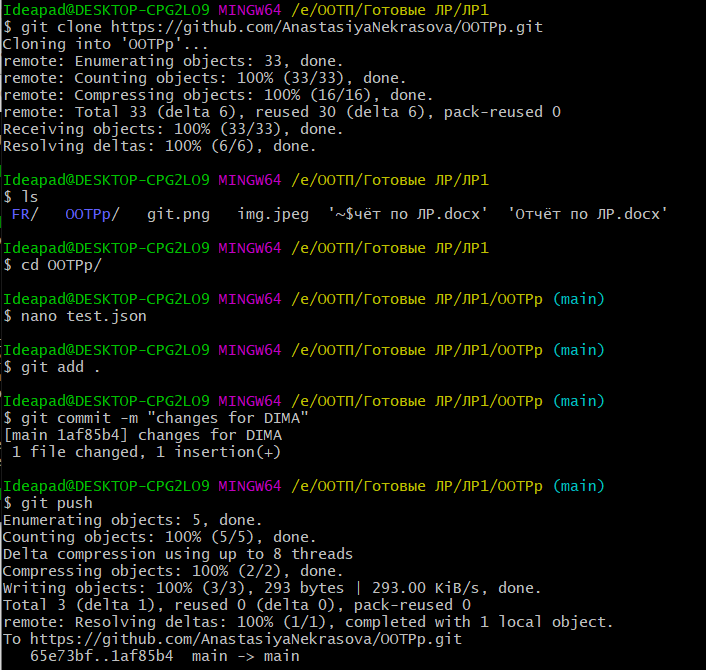 Ideapad@DESKTOP-CPG2LO9 MINGW64 /e/ООТП/Готовые ЛР/ЛР1
$ git clone https://github.com/AnastasiyaNekrasova/OOTPp.git
Cloning into 'OOTPp'...
remote: Enumerating objects: 33, done.
remote: Counting objects: 100% (33/33), done.
remote: Compressing objects: 100% (16/16), done.
remote: Total 33 (delta 6), reused 30 (delta 6), pack-reused 0
Receiving objects: 100% (33/33), done.
Resolving deltas: 100% (6/6), done.
Ideapad@DESKTOP-CPG2LO9 MINGW64 /e/ООТП/Готовые ЛР/ЛР1
$ ls
FR/   OOTPp/   git.png   img.jpeg  '~$чёт по ЛР.docx'  'Отчёт по ЛР.docx'
Ideapad@DESKTOP-CPG2LO9 MINGW64 /e/ООТП/Готовые ЛР/ЛР1
$ cd OOTPp/
Ideapad@DESKTOP-CPG2LO9 MINGW64 /e/ООТП/Готовые ЛР/ЛР1/OOTPp (main)
$ nano test.json
Ideapad@DESKTOP-CPG2LO9 MINGW64 /e/ООТП/Готовые ЛР/ЛР1/OOTPp (main)
$ git add .
Ideapad@DESKTOP-CPG2LO9 MINGW64 /e/ООТП/Готовые ЛР/ЛР1/OOTPp (main)
$ git commit -m "changes for DIMA"
[main 1af85b4] changes for DIMA
1 file changed, 1 insertion(+)
Ideapad@DESKTOP-CPG2LO9 MINGW64 /e/ООТП/Готовые ЛР/ЛР1/OOTPp (main)
$ git push
Enumerating objects: 5, done.
Counting objects: 100% (5/5), done.
Delta compression using up to 8 threads
Compressing objects: 100% (2/2), done.
Writing objects: 100% (3/3), 293 bytes | 293.00 KiB/s, done.
Total 3 (delta 1), reused 0 (delta 0), pack-reused 0
remote: Resolving deltas: 100% (1/1), completed with 1 local object.
To https://github.com/AnastasiyaNekrasova/OOTPp.git
65e73bf..1af85b4  main -> main